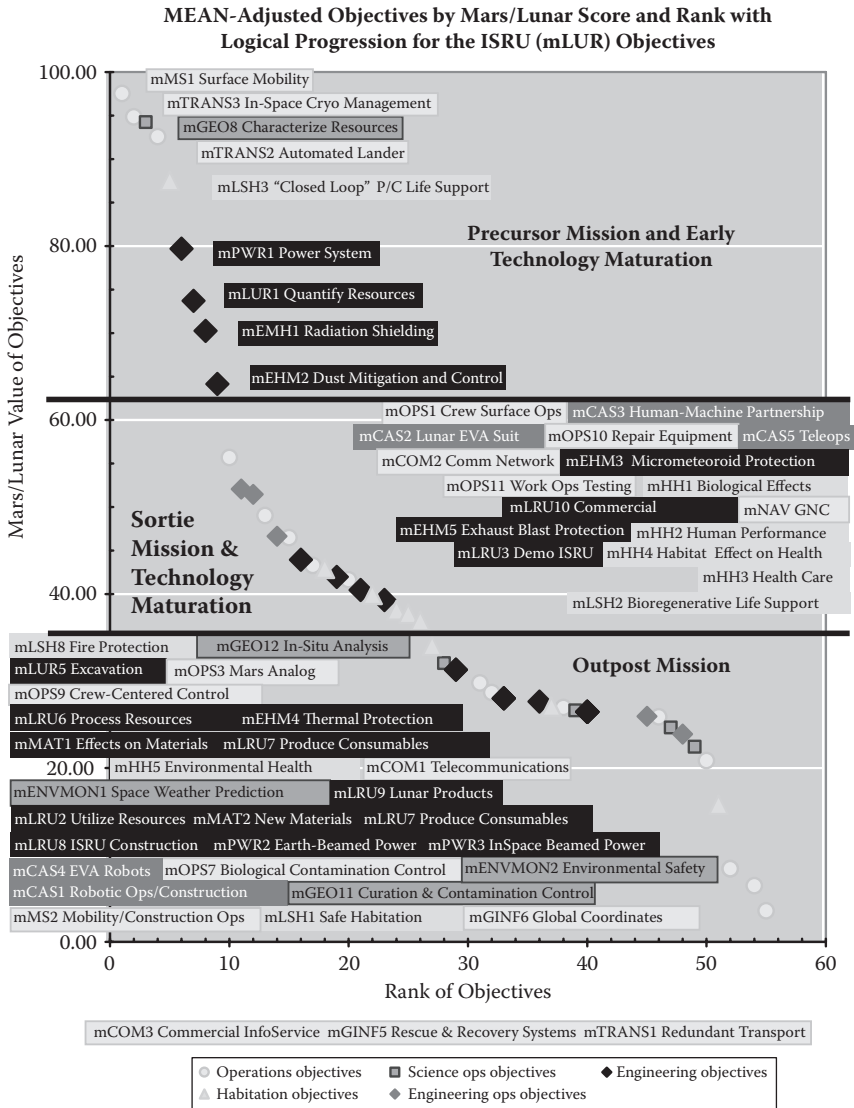 MEAN-Adjusted Objectives by Mars/Lunar Score and Rank with
Logical Progression for the ISRU (mLUR) Objectives
Mars/Lunar Value of Objectives
100.00
80.00
60.00
40.00
20.00
0.00
mMS1 Surface Mobility
mTRANS3 In-Space Cryo Management
mGEO8 Characterize Resources
mTRANS2 Automated Lander
mLSH3 “Closed Loop” P/C Life Support
Precursor Mission and Early
Technology Maturation
mPWR1 Power System
mLUR1 Quantify Resources
mEMH1 Radiation Shielding
mEHM2 Dust Mitigation and Control
mOPS1 Crew Surface Ops mCAS3 Human-Machine Partnership
mCAS2 Lunar EVA Suit mOPS10 Repair Equipment mCAS5 Teleops
mCOM2 Comm Network mEHM3 Micrometeoroid Protection
mOPS11 Work Ops Testing mHH1 Biological Effects
mLRU10 Commercial mNAV GNC
mEHM5 Exhaust Blast Protection mHH2 Human Performance
mLRU3 Demo ISRU mHH4 Habitat Effect on Health
mHH3 Health Care
mLSH2 Bioregenerative Life Support
Sortie
Mission &
Technology
Maturation
mLSH8 Fire Protection mGEO12 In-Situ Analysis
Outpost Mission
mLUR5 Excavation mOPS3 Mars Analog
mOPS9 Crew-Centered Control
mLRU6 Process Resources mEHM4 Thermal Protection
mMAT1 Effects on Materials mLRU7 Produce Consumables
mHH5 Environmental Health mCOM1 Telecommunications
mENVMON1 Space Weather Prediction mLRU9 Lunar Products
mLRU2 Utilize Resources mMAT2 New Materials mLRU7 Produce Consumables
mLRU8 ISRU Construction mPWR2 Earth-Beamed Power mPWR3 InSpace Beamed Power
mCAS4 EVA Robots mOPS7 Biological Contamination Control mENVMON2 Environmental Safety
mCAS1 Robotic Ops/Construction mGEO11 Curation & Contamination Control
mMS2 Mobility/Construction Ops mLSH1 Safe Habitation mGINF6 Global Coordinates
0 10 20 30 40 50 60
Rank of Objectives
mCOM3 Commercial InfoService mGINF5 Rescue & Recovery Systems mTRANS1 Redundant Transport
Operations objectives Science ops objectives Engineering objectives
Habitation objectives Engineering ops objectives